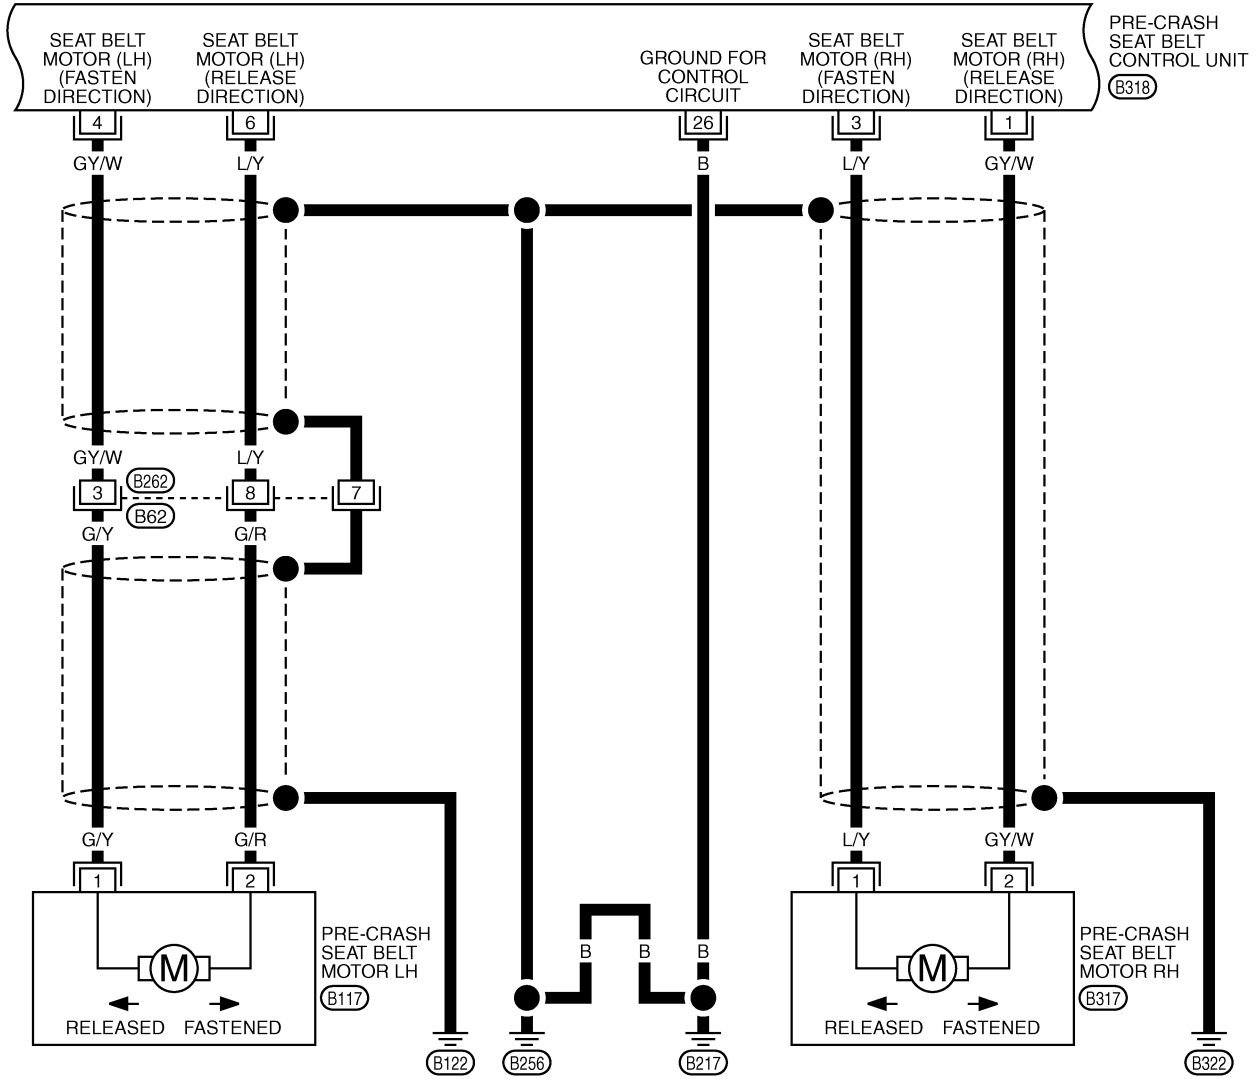 SEAT BELT
MOTOR (LH)
(FASTEN
DIRECTION)
SEAT BELT
MOTOR (LH)
(RELEASE
DIRECTION)
GROUND FOR
CONTROL
CIRCUIT
SEAT BELT
MOTOR (RH)
(FASTEN
DIRECTION)
SEAT BELT
MOTOR (RH)
(RELEASE
DIRECTION)
PRE-CRASH
SEAT BELT
CONTROL UNIT
B318
4
6
26
3
1
GY/W
L/Y
B
L/Y
GY/W
GY/W
L/Y
B262
3
8
7
B62
G/Y
G/R
G/Y
G/R
L/Y
GY/W
1
2
1
2
PRE-CRASH
SEAT BELT
MOTOR LH
B117
M
RELEASED
FASTENED
B
B
B
PRE-CRASH
SEAT BELT
MOTOR RH
B317
M
RELEASED
FASTENED
B122
B256
B217
B322